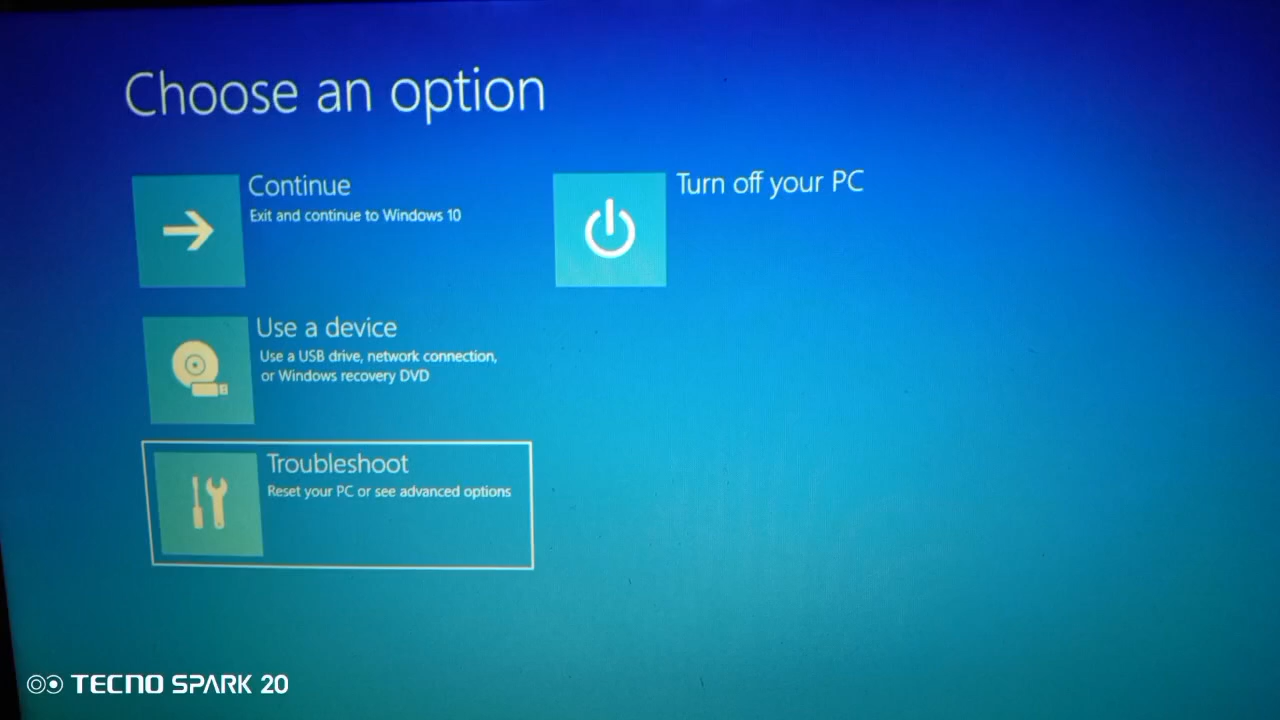 Choose an option
Continue
Exit and continue to Windows 10
Turn off your PC
Use a device
Use a USB drive, network connection,
or Windows recovery DVD
Troubleshoot
Reset your PC or see advanced options
TECNO SPARK 20